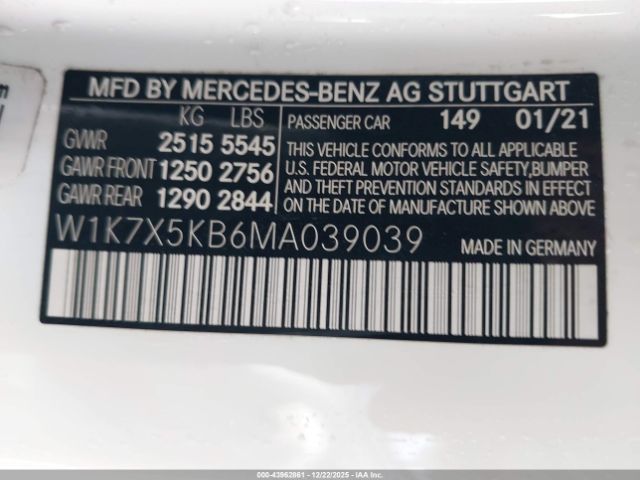 MFD BY MERCEDES-BENZ AG STUTTGART
KG LBS
GVWR 2515 5545
GAWR FRONT 1250 2756
GAWR REAR 1290 2844
PASSENGER CAR 149 01/21
THIS VEHICLE CONFORMS TO ALL APPLICABLE
U.S. FEDERAL MOTOR VEHICLE SAFETY,BUMPER
AND THEFT PREVENTION STANDARDS IN EFFECT
ON THE DATE OF MANUFACTURE SHOWN ABOVE.
W1K7X5KB6MA039039
MADE IN GERMANY
000-43962861 - 12/22/2025 -